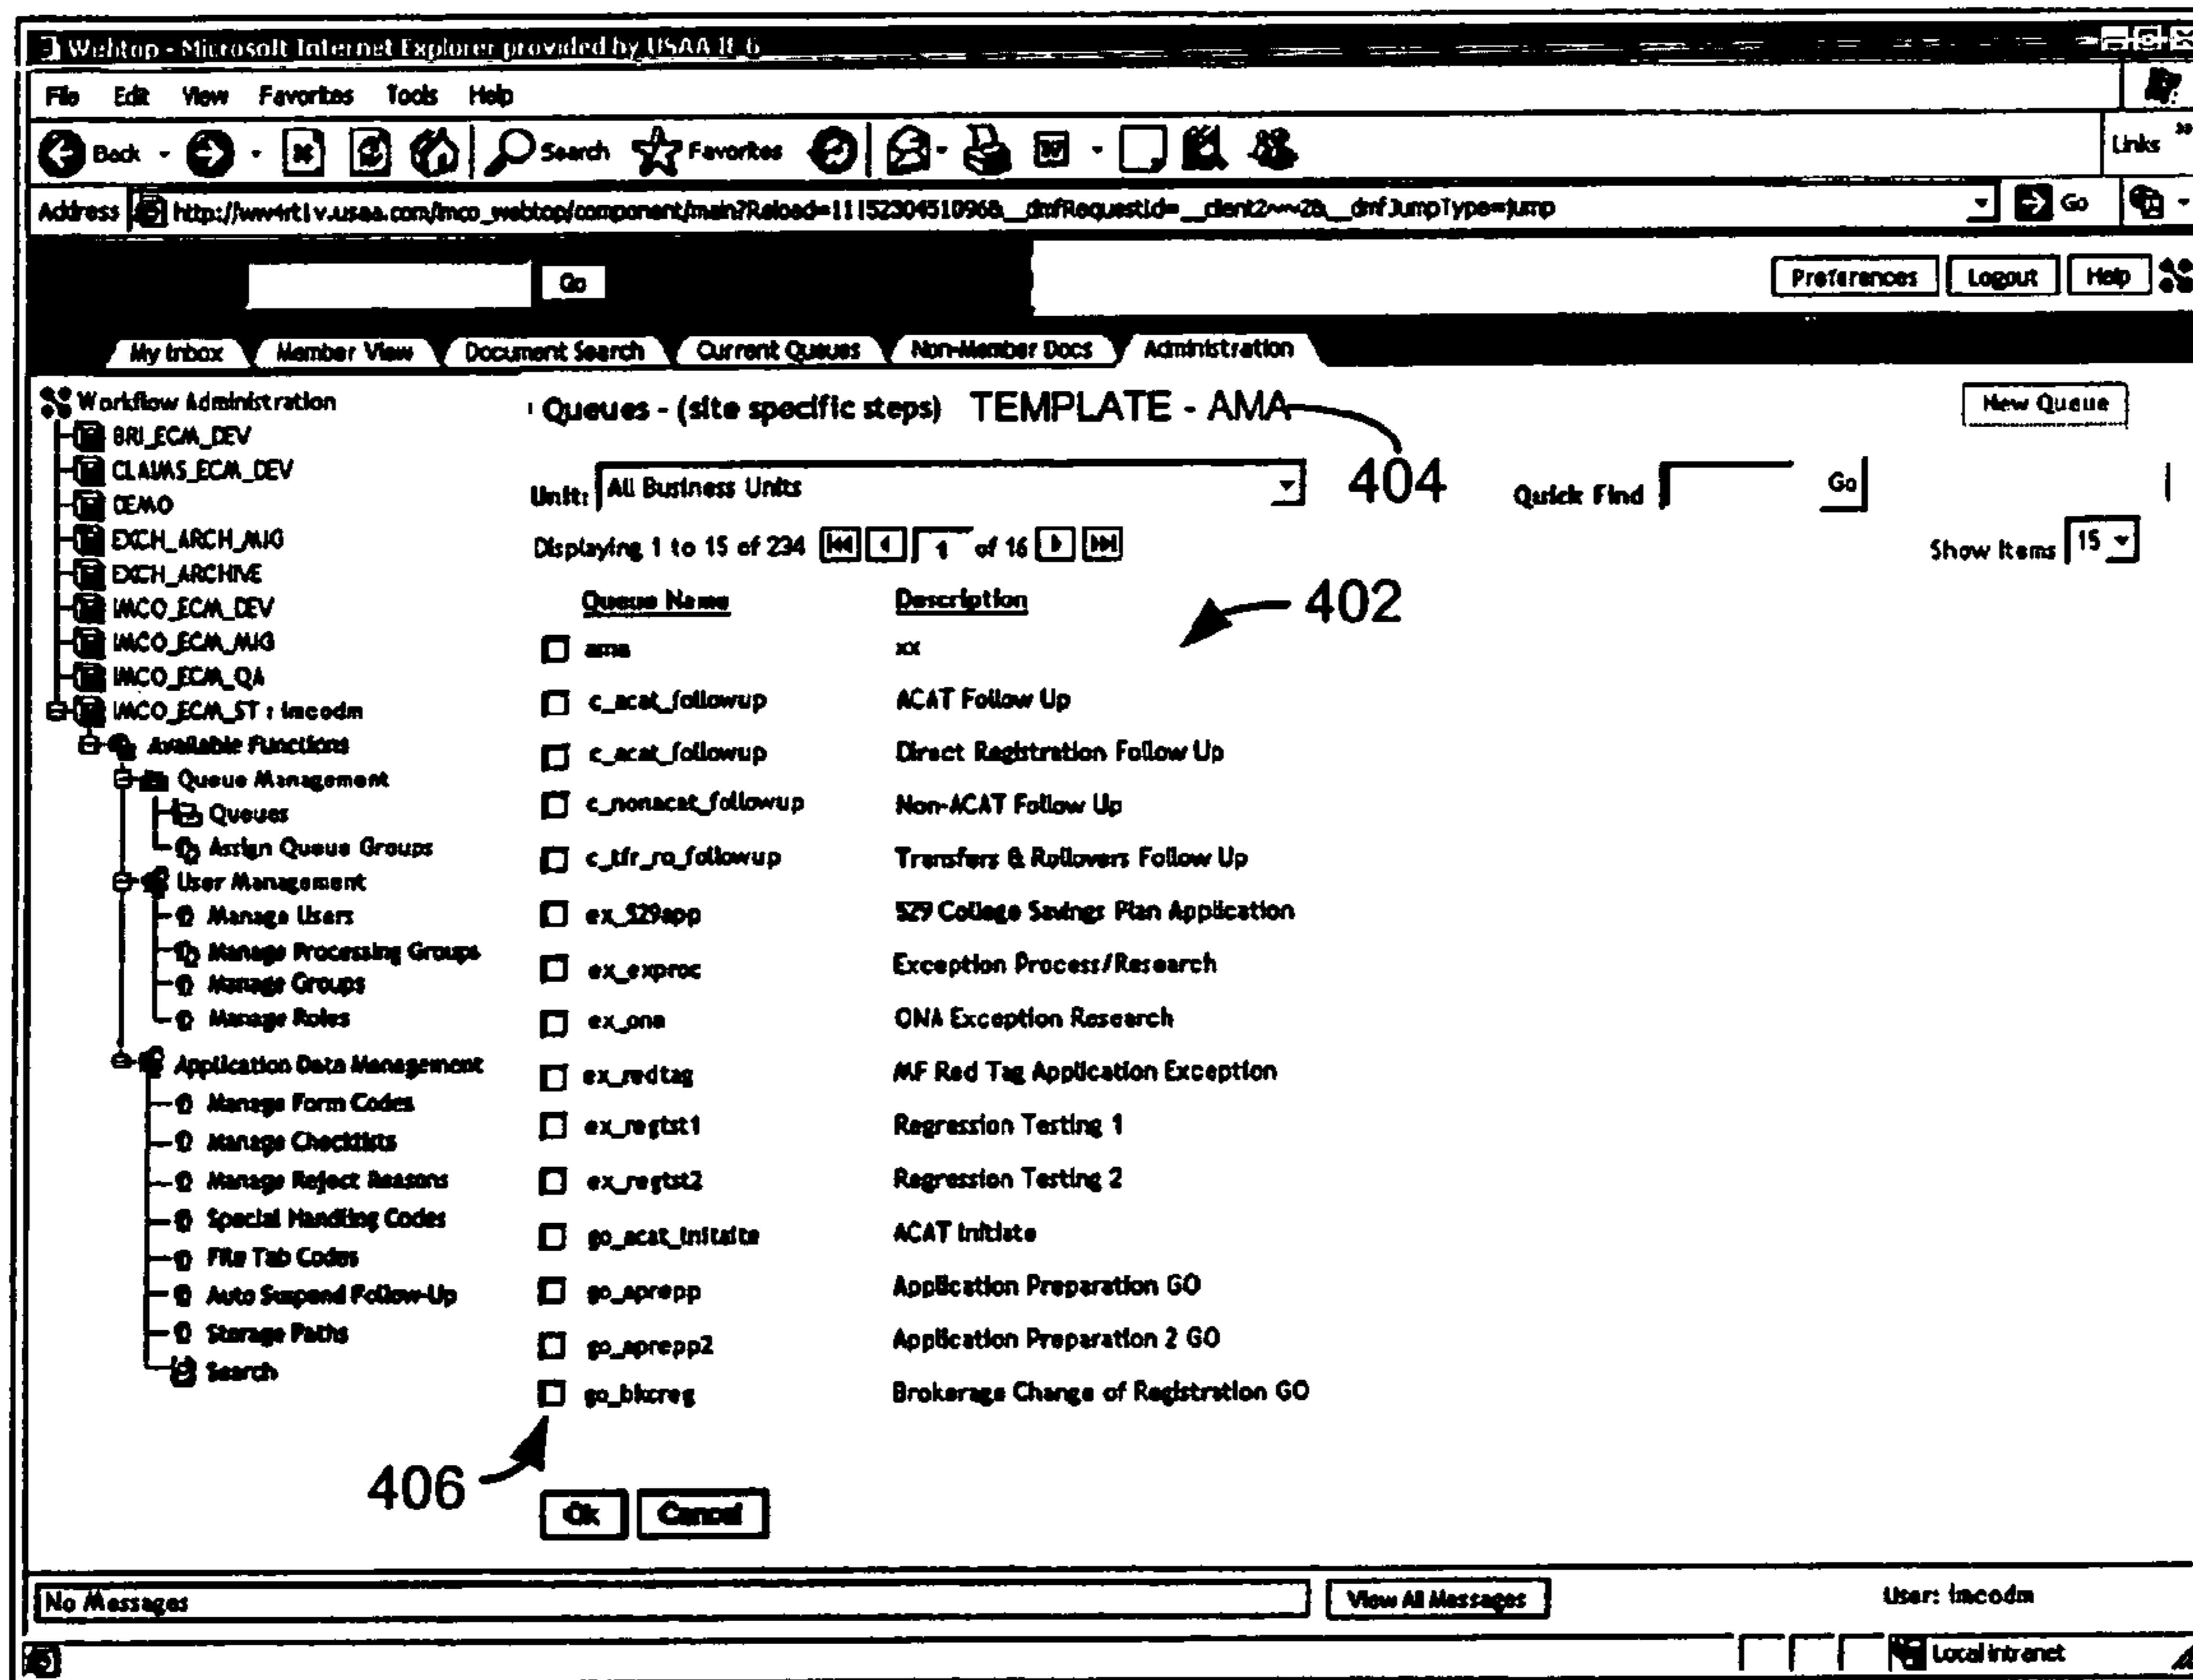 Webtop - Microsoft Internet Explorer provided by USAA IE 6
File Edit View Favorites Tools Help
Back Search Favorites Links »
Address http://ww4rt1v.usaa.com/imco_webtop/component/main?Reload=1115230451096&__dmfRequestId=__client2~~2&__dmfJumpType=jump Go
Go Preferences Logout Help
My Inbox Member View Document Search Current Queues Non-Member Docs Administration
Workflow Administration
BRI_ECM_DEV
CLAIMS_ECM_DEV
DEMO
EXCH_ARCH_MIG
EXCH_ARCHIVE
IMCO_ECM_DEV
IMCO_ECM_MIG
IMCO_ECM_QA
IMCO_ECM_ST : imcodm
Available Functions
Queue Management
Queues
Assign Queue Groups
User Management
Manage Users
Manage Processing Groups
Manage Groups
Manage Roles
Application Data Management
Manage Form Codes
Manage Checklists
Manage Reject Reasons
Special Handling Codes
File Tab Codes
Auto Suspend Follow-Up
Storage Paths
Search
Queues - (site specific steps) TEMPLATE - AMA New Queue
404
Unit: All Business Units Quick Find Go
Displaying 1 to 15 of 234 1 of 16 Show Items 15
402
Queue Name Description
ama xx
c_acat_followup ACAT Follow Up
c_acat_followup Direct Registration Follow Up
c_nonacat_followup Non-ACAT Follow Up
c_tfr_ro_followup Transfers & Rollovers Follow Up
ex_529app 529 College Savings Plan Application
ex_exproc Exception Process/Research
ex_ona ONA Exception Research
ex_redtag MF Red Tag Application Exception
ex_regtst1 Regression Testing 1
ex_regtst2 Regression Testing 2
go_acat_initaite ACAT Initiate
go_aprepp Application Preparation GO
go_aprepp2 Application Preparation 2 GO
go_bkcreg Brokerage Change of Registration GO
406
Ok Cancel
No Messages View All Messages User: imcodm
Local intranet